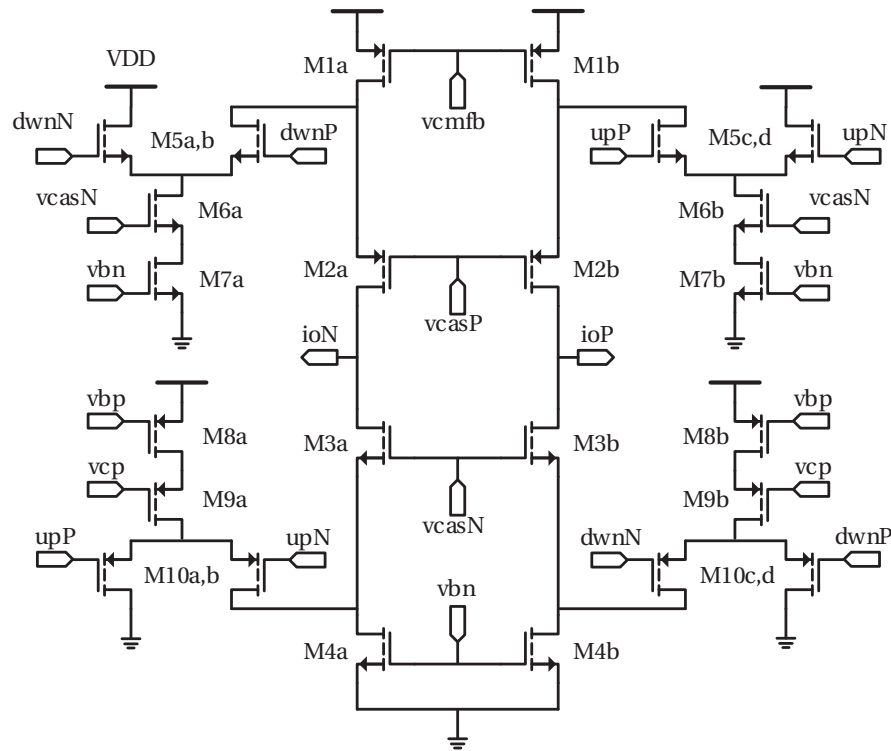 M1a M1b
VDD
vcmfb
dwnN M5a,b dwnP upP M5c,d upN
vcasN M6a M6b vcasN
vbn M7a M2a M2b M7b vbn
vcasP
ioN ioP
vbp M8a M8b vbp
vcp M9a M3a M3b M9b vcp
vcasN
upP upN dwnN dwnP
M10a,b vbn M10c,d
M4a M4b